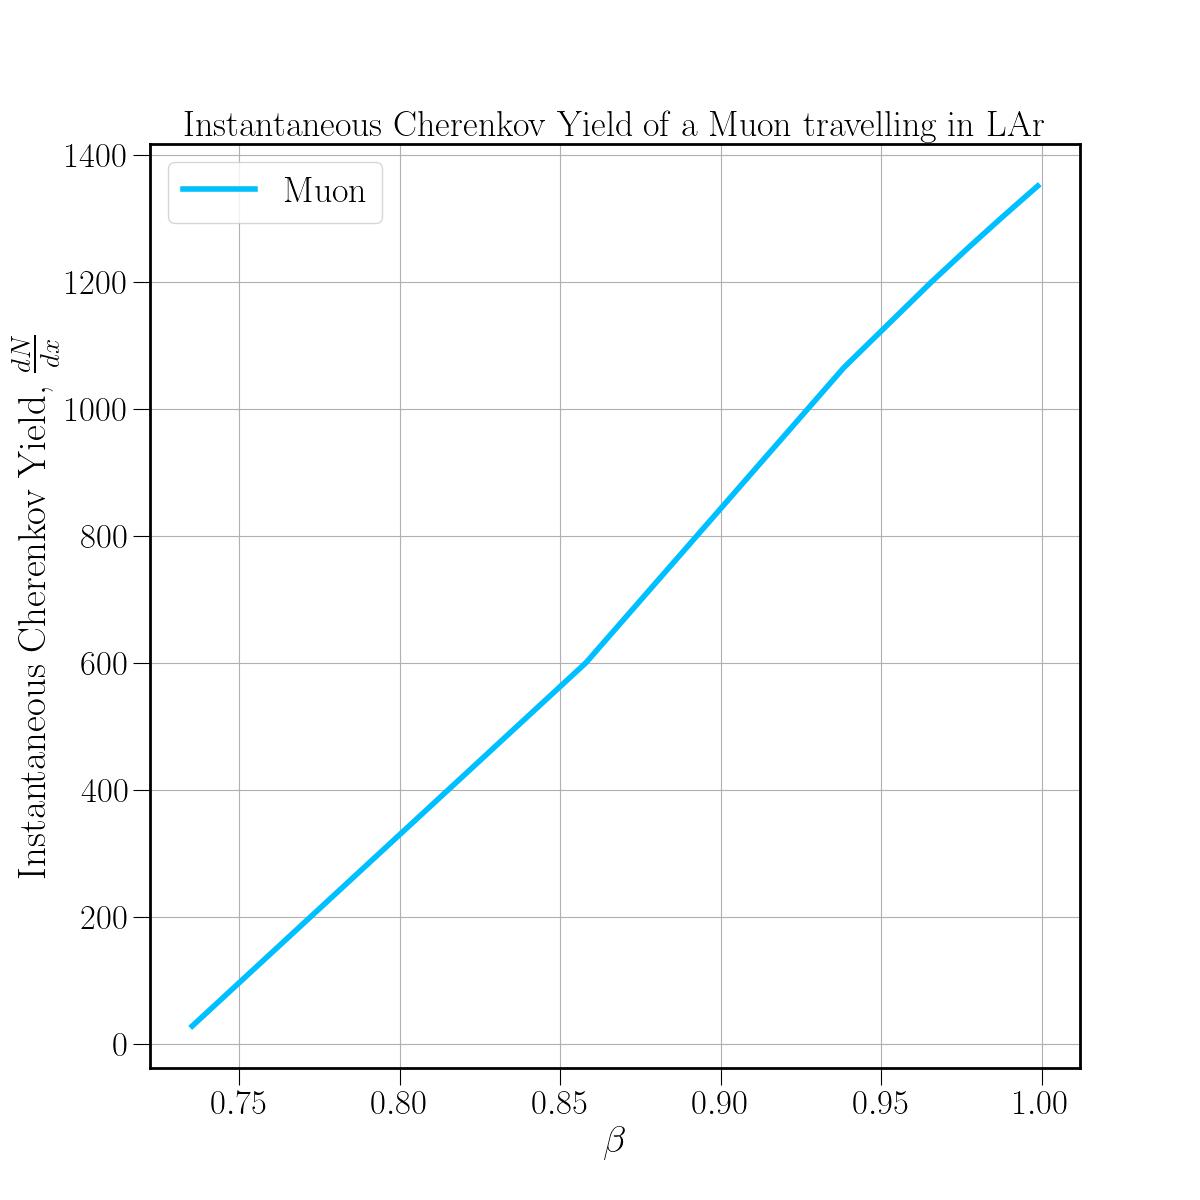 Instantaneous Cherenkov Yield of a Muon travelling in LAr
Muon
Instantaneous Cherenkov Yield, dN/dx
1400
1200
1000
800
600
400
200
0
0.75 0.80 0.85 0.90 0.95 1.00
β